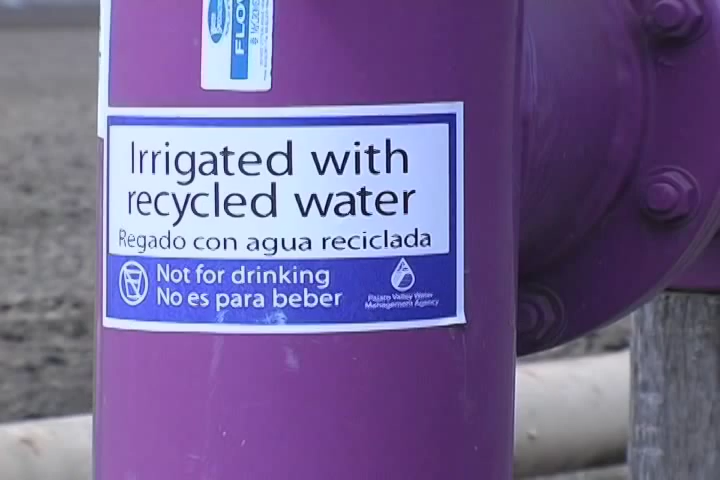 FLOW
Irrigated with
recycled water
Regado con agua reciclada
Not for drinking
No es para beber
Pajaro Valley Water
Management Agency